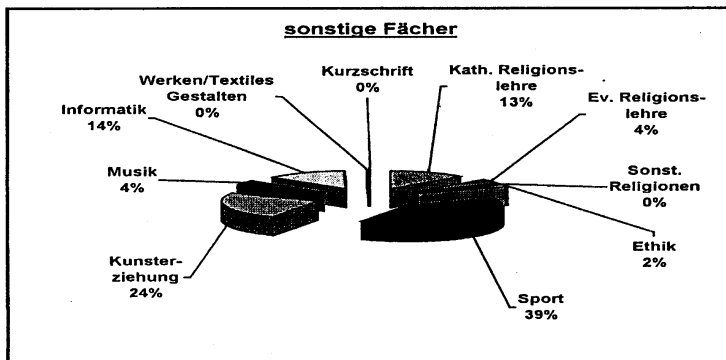 sonstige Fächer
Werken/Textiles
Gestalten
0%
Kurzschrift
0%
Kath. Religions-
lehre
13%
Ev. Religions-
lehre
4%
Informatik
14%
Musik
4%
Sonst.
Religionen
0%
Ethik
2%
Kunster-
ziehung
24%
Sport
39%